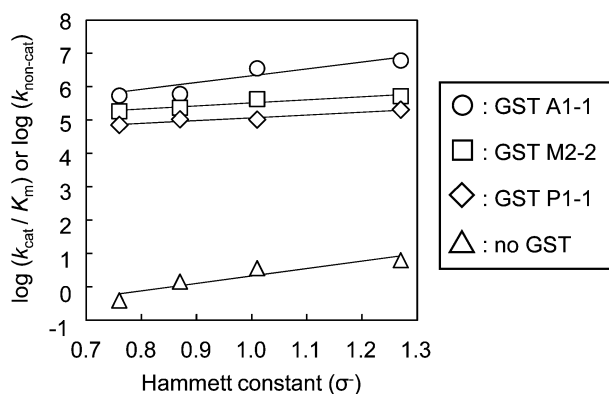 log (kcat / Km) or log (knon-cat)
8
7
6
5
4
3
2
1
0
-1
0.7 0.8 0.9 1.0 1.1 1.2 1.3
Hammett constant (σ-)
: GST A1-1
: GST M2-2
: GST P1-1
: no GST